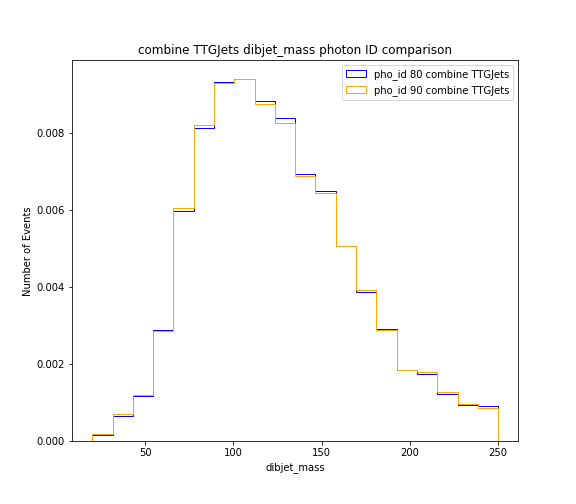 combine TTGJets dibjet_mass photon ID comparison
pho_id 80 combine TTGJets
pho_id 90 combine TTGJets
Number of Events
0.008
0.006
0.004
0.002
0.000
50
100
150
200
250
dibjet_mass